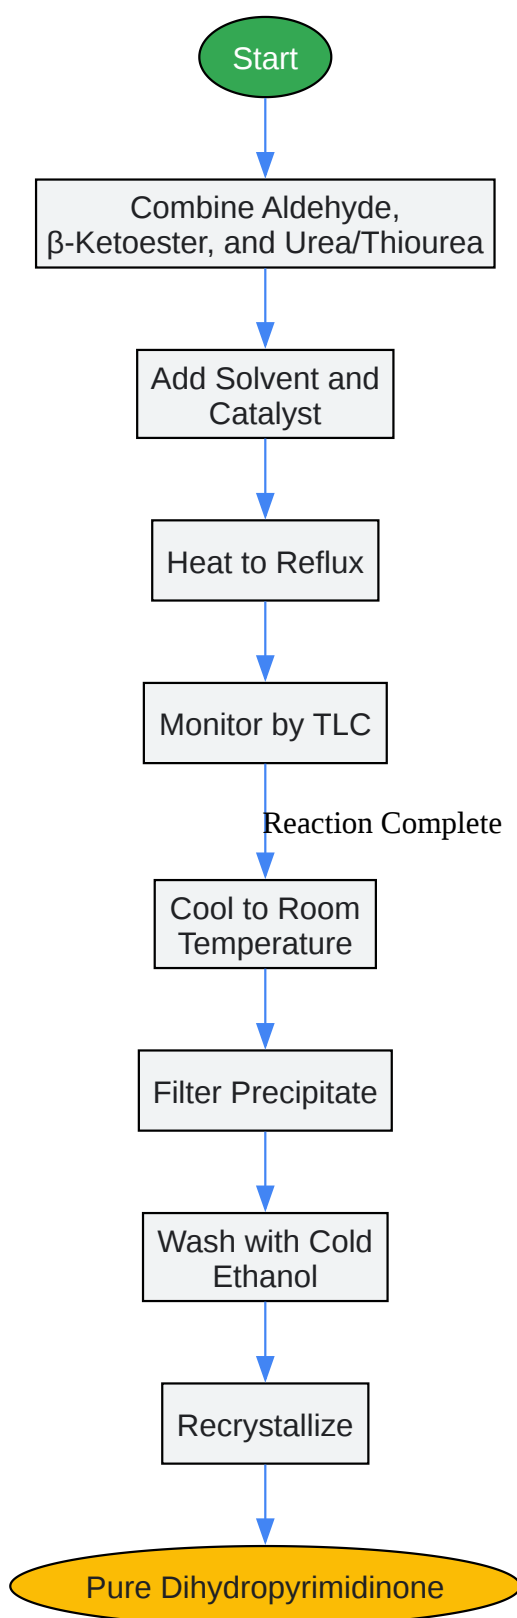 Start
Combine Aldehyde,
β-Ketoester, and Urea/Thiourea
Add Solvent and
Catalyst
Heat to Reflux
Monitor by TLC
Reaction Complete
Cool to Room
Temperature
Filter Precipitate
Wash with Cold
Ethanol
Recrystallize
Pure Dihydropyrimidinone